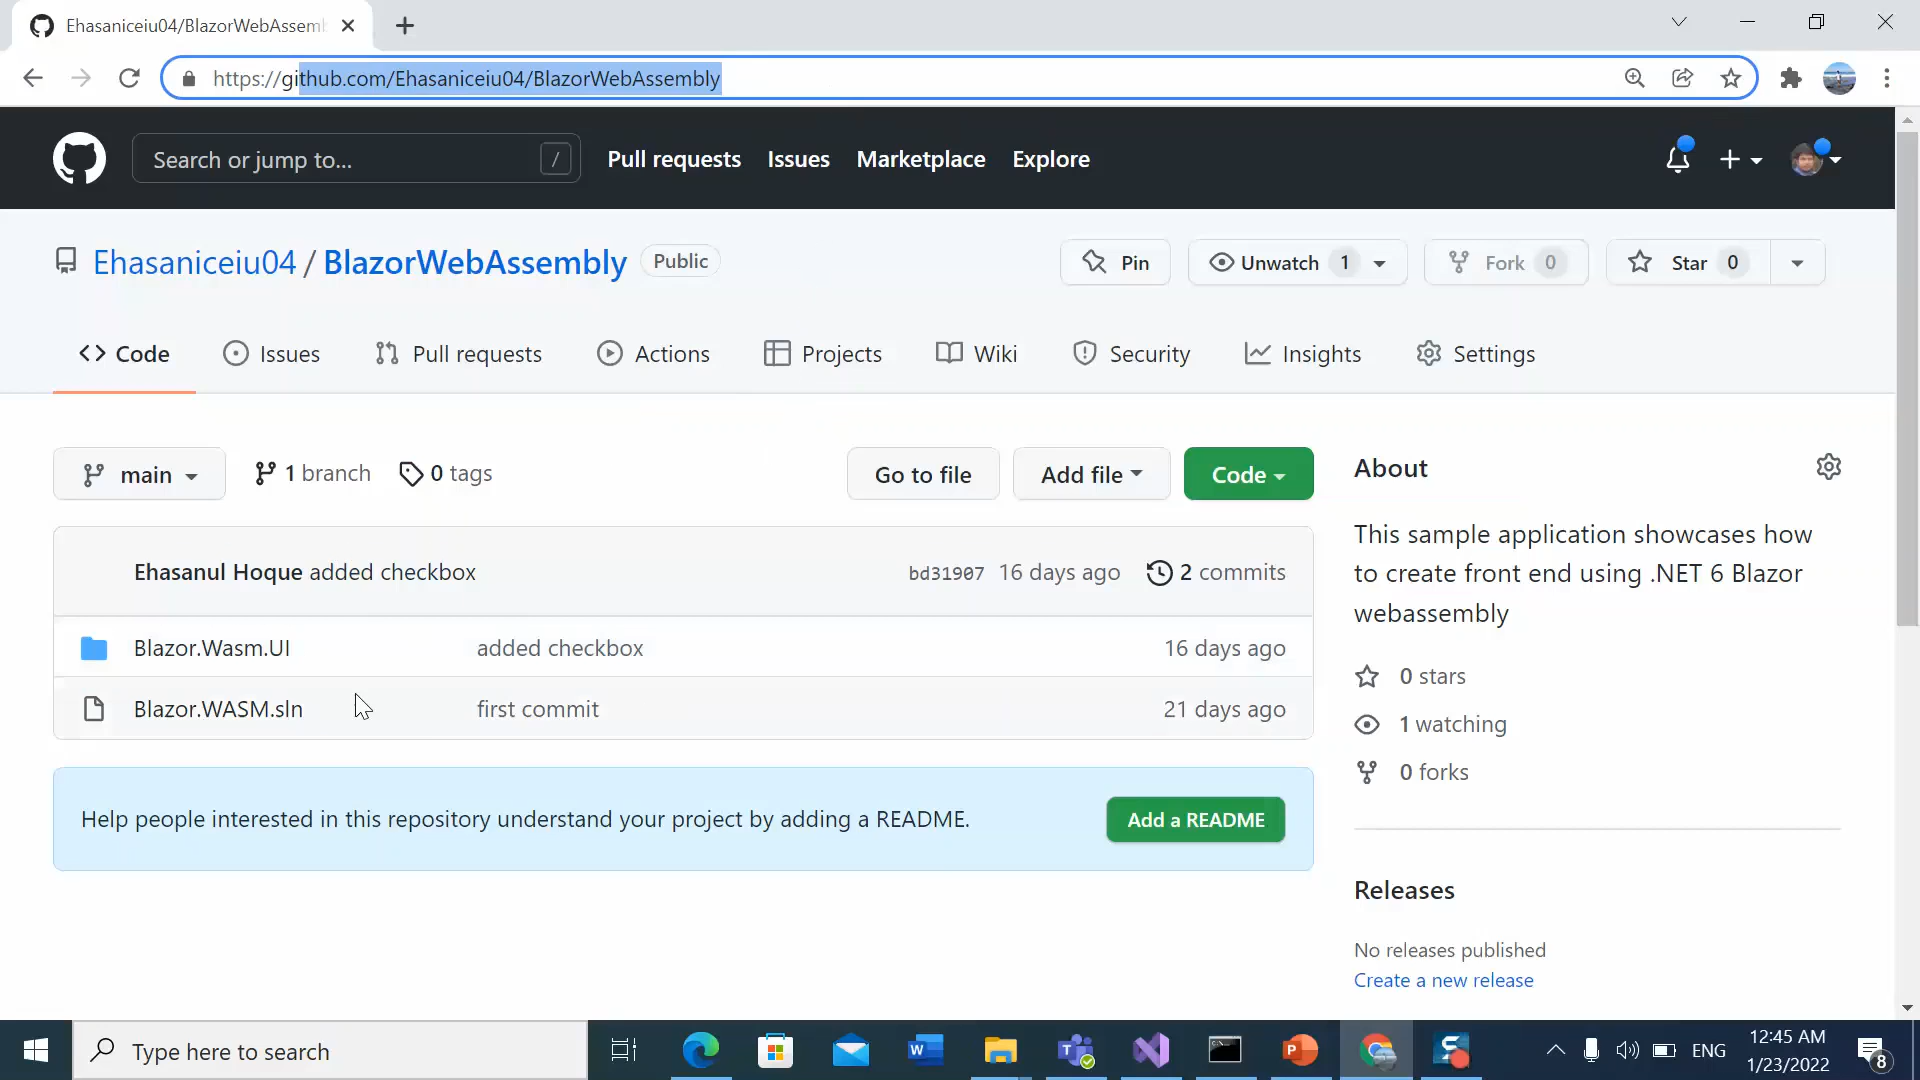 Ehasaniceiu04/BlazorWebAssemb
https://github.com/Ehasaniceiu04/BlazorWebAssembly
Search or jump to...
/
Pull requests
Issues
Marketplace
Explore
Ehasaniceiu04 / BlazorWebAssembly
Public
Pin
Unwatch 1
Fork 0
Star 0
Code
Issues
Pull requests
Actions
Projects
Wiki
Security
Insights
Settings
main
1 branch
0 tags
Go to file
Add file
Code
Ehasanul Hoque added checkbox
bd31907 16 days ago
2 commits
Blazor.Wasm.UI
added checkbox
16 days ago
Blazor.WASM.sln
first commit
21 days ago
Help people interested in this repository understand your project by adding a README.
Add a README
About
This sample application showcases how
to create front end using .NET 6 Blazor
webassembly
0 stars
1 watching
0 forks
Releases
No releases published
Create a new release
Type here to search
ENG
12:45 AM
1/23/2022
8